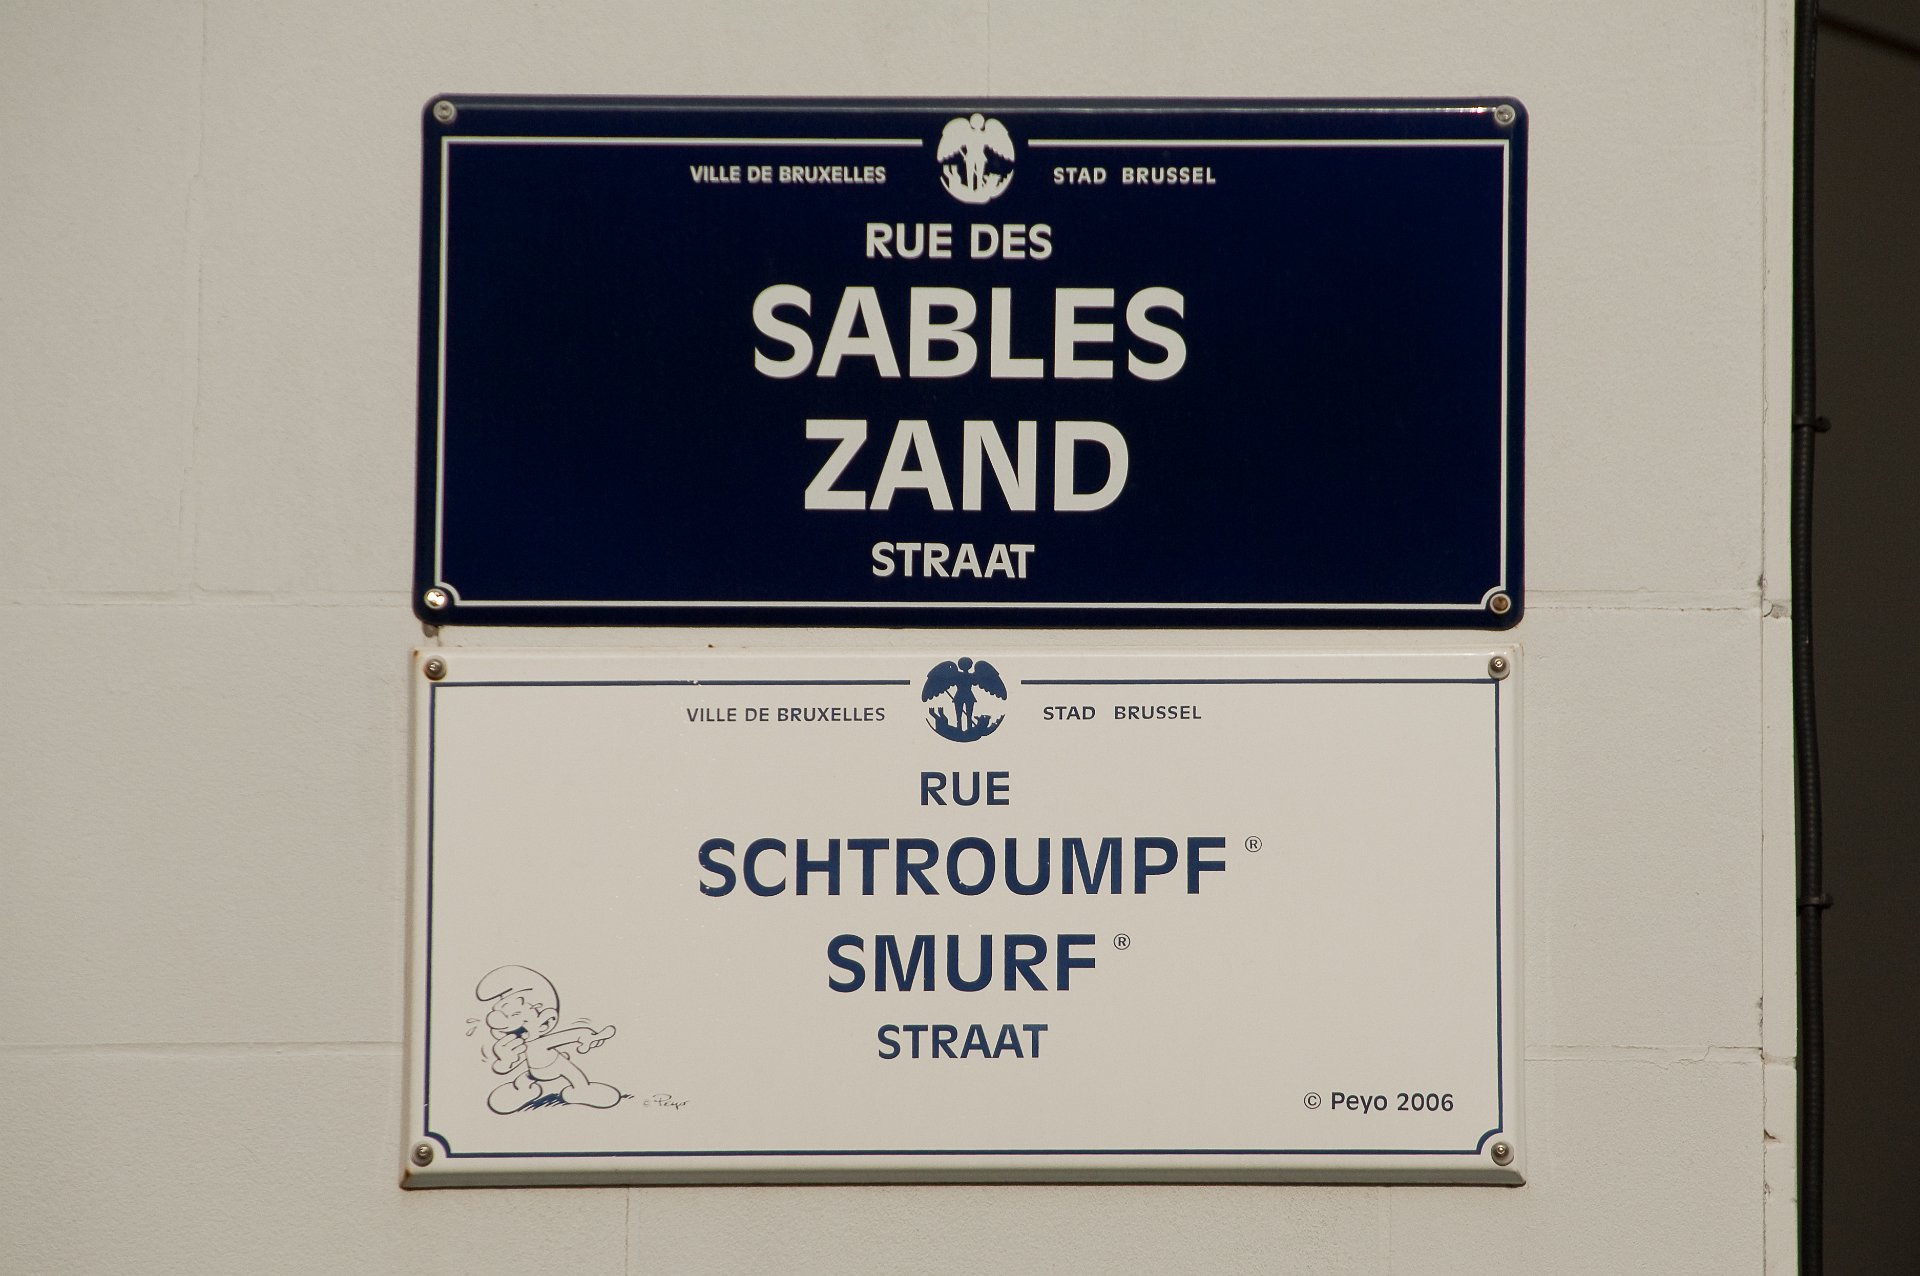 VILLE DE BRUXELLES STAD BRUSSEL
RUE DES
SABLES
ZAND
STRAAT
VILLE DE BRUXELLES STAD BRUSSEL
RUE
SCHTROUMPF ®
SMURF ®
STRAAT
© Peyo
© Peyo 2006